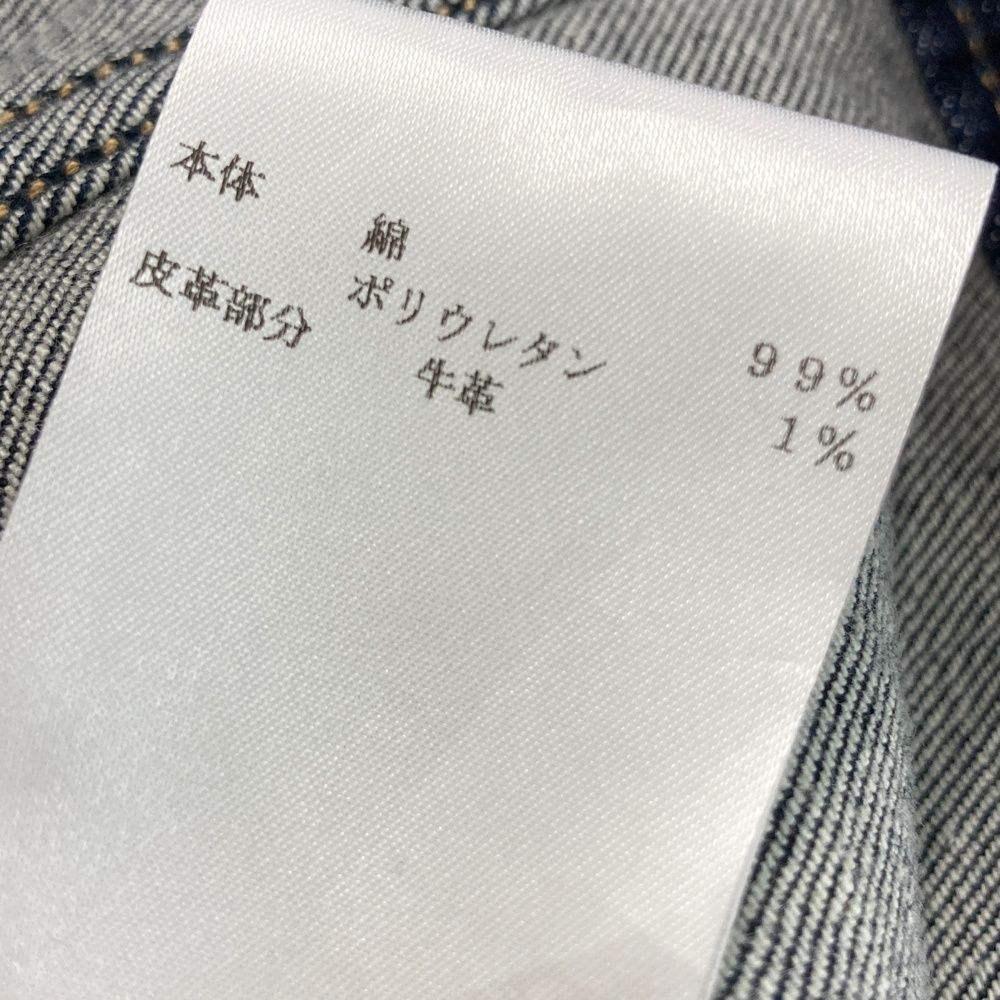 本体
綿 99%
ポリウレタン 1%
皮革部分
牛革